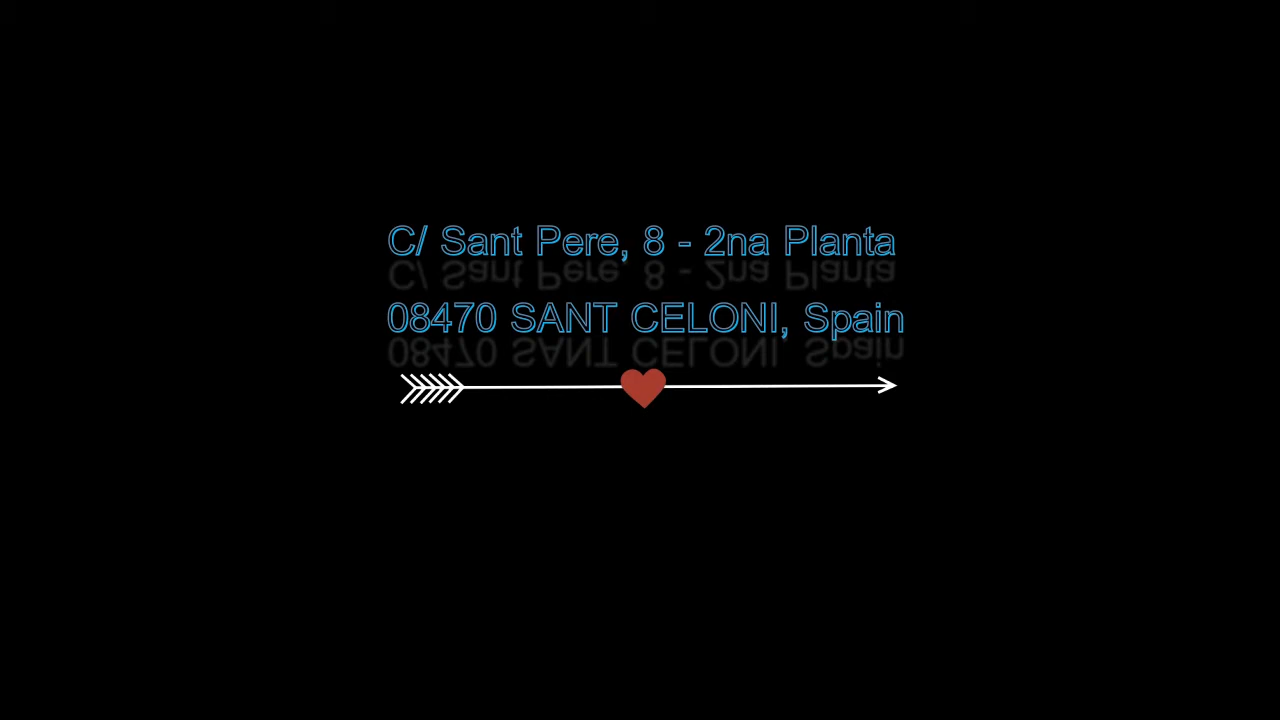 C/ Sant Pere, 8 - 2na Planta
08470 SANT CELONI, Spain